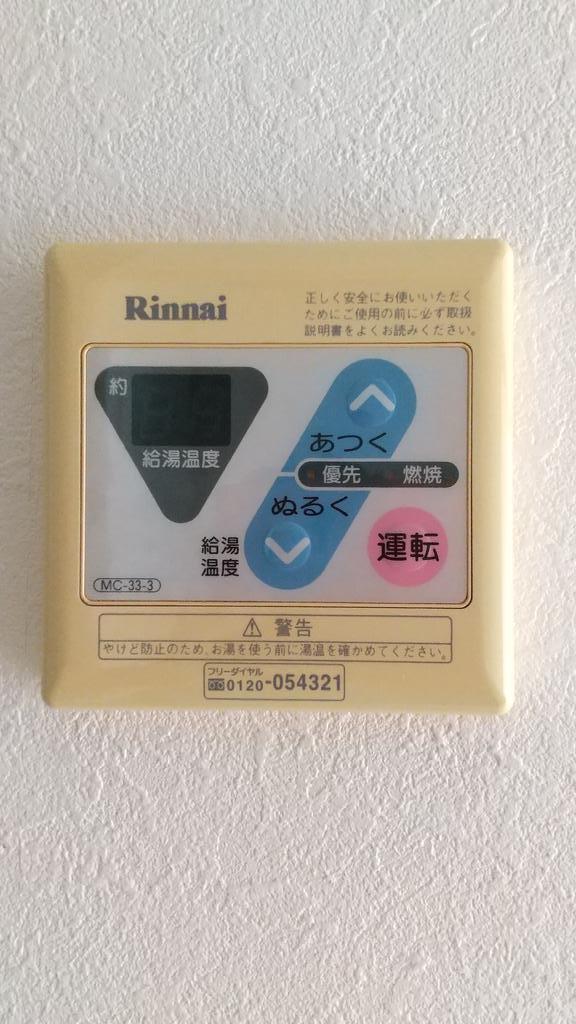 Rinnai
正しく安全にお使いいただく
ためにご使用の前に必ず取扱
説明書をよくお読みください。
約
給湯温度
あつく
優先 燃焼
ぬるく
給湯
温度
運転
MC-33-3
警告
やけど防止のため、お湯を使う前に湯温を確かめてください。
フリーダイヤル
0120-054321